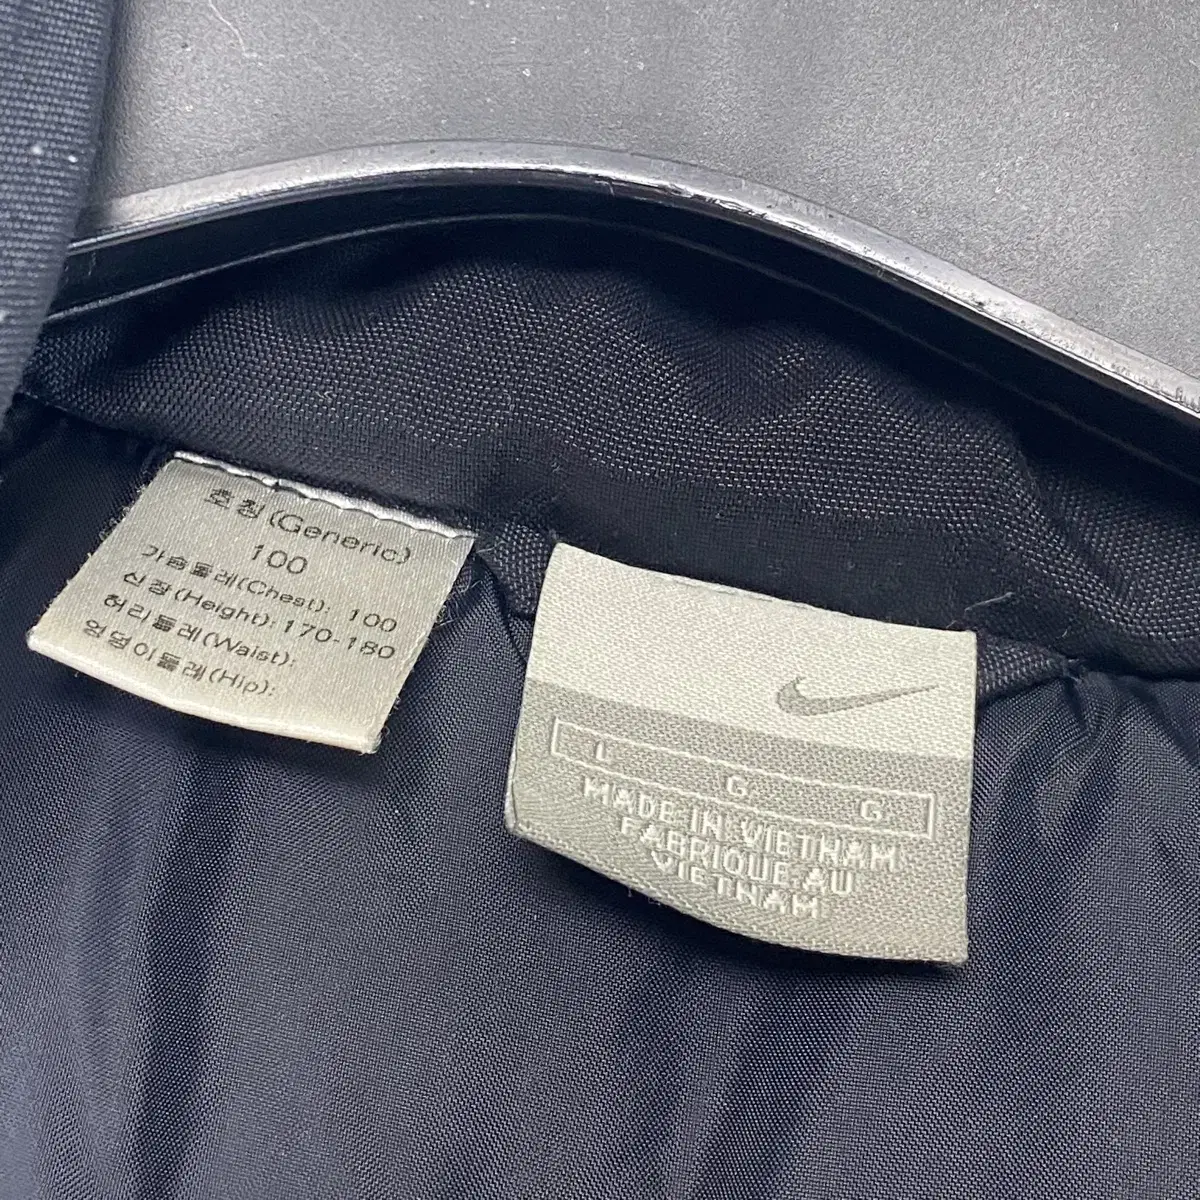 호칭(Generic)
100
가슴둘레(Chest): 100
신장(Height): 170-180
허리둘레(Waist):
엉덩이둘레(Hip):
L G G
MADE IN VIETNAM
FABRIQUE AU
VIETNAM